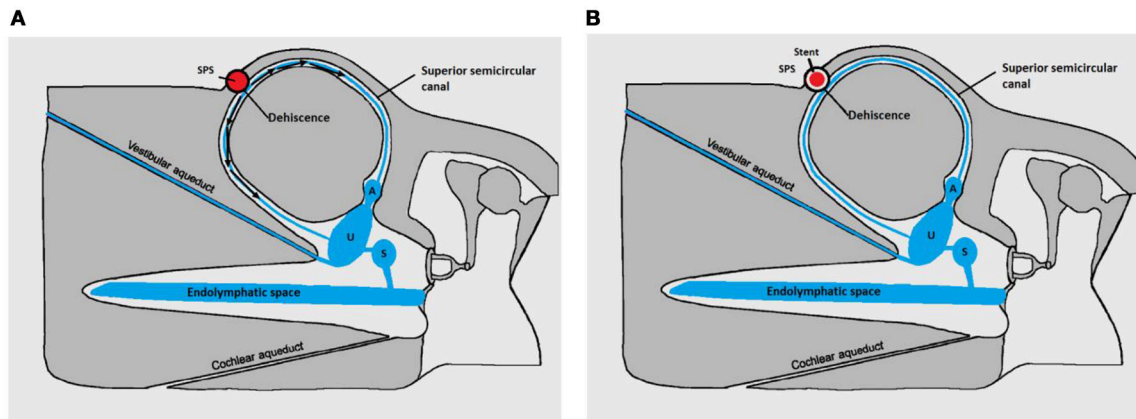 A
SPS
Superior semicircular
canal
Dehiscence
Vestibular aqueduct
A
U
S
Endolymphatic space
Cochlear aqueduct
B
Stent
SPS
Superior semicircular
canal
Dehiscence
Vestibular aqueduct
A
U
S
Endolymphatic space
Cochlear aqueduct